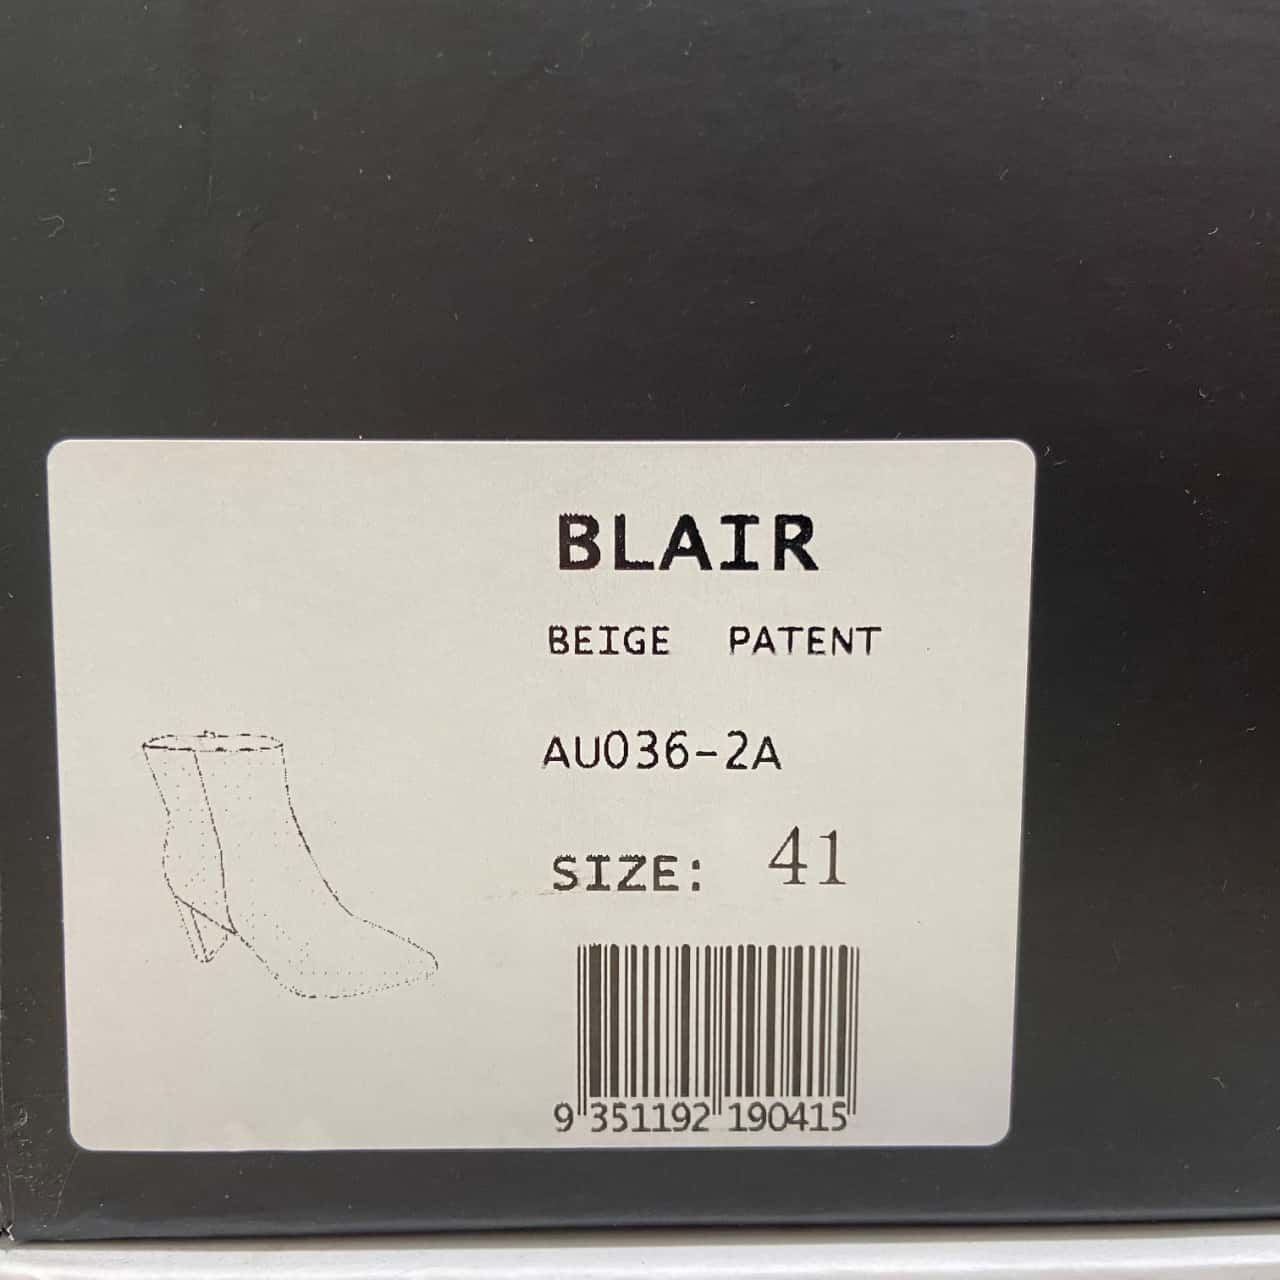 BLAIR
BEIGE PATENT
AU036-2A
SIZE: 41
9 351192 190415